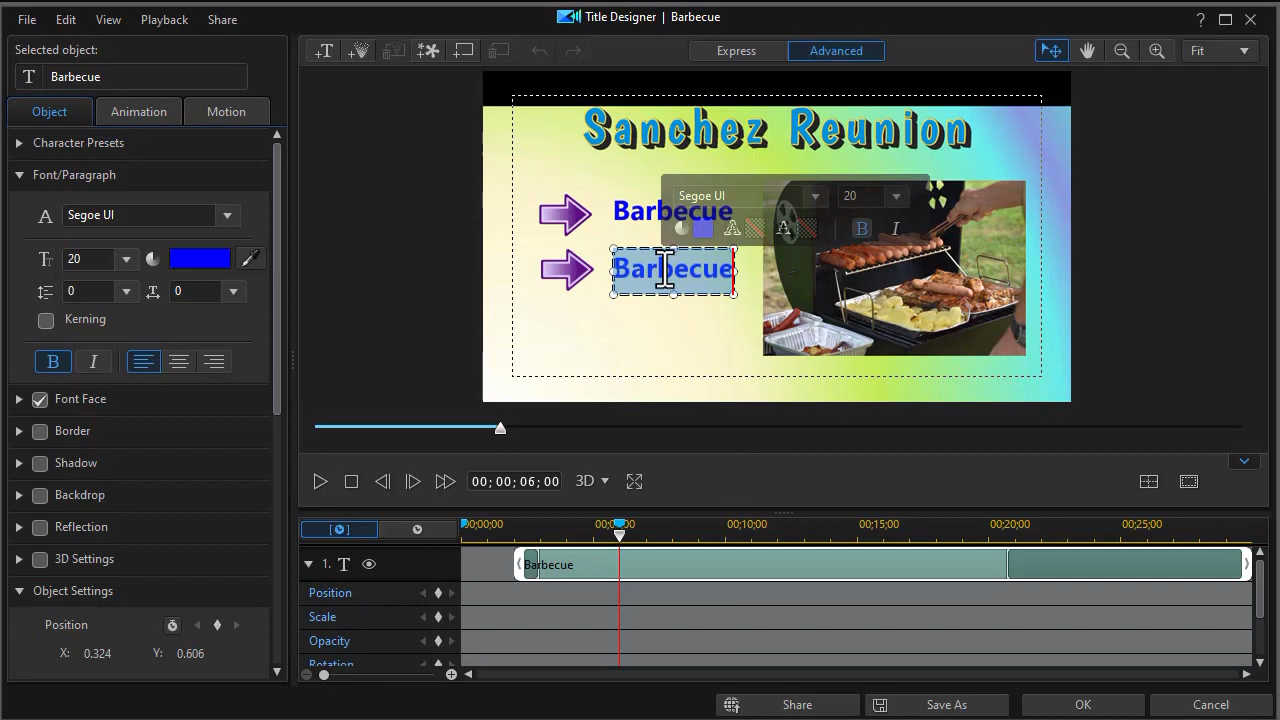 File Edit View Playback Share
Title Designer | Barbecue
?
Selected object:
T Barbecue
Express Advanced
Fit
Object Animation Motion
Character Presets
Font/Paragraph
A Segoe UI
20
0
0
Kerning
B I
Font Face
Border
Shadow
Backdrop
Reflection
3D Settings
Object Settings
Position
X: 0.324 Y: 0.606
Sanchez Reunion
Segoe UI 20
Barbecue
B I
Barbecue
00;00;06;00
3D
00;10;00 00;15;00 00;20;00 00;25;00
1. T Barbecue
Position
Scale
Opacity
Rotation
Share Save As OK Cancel